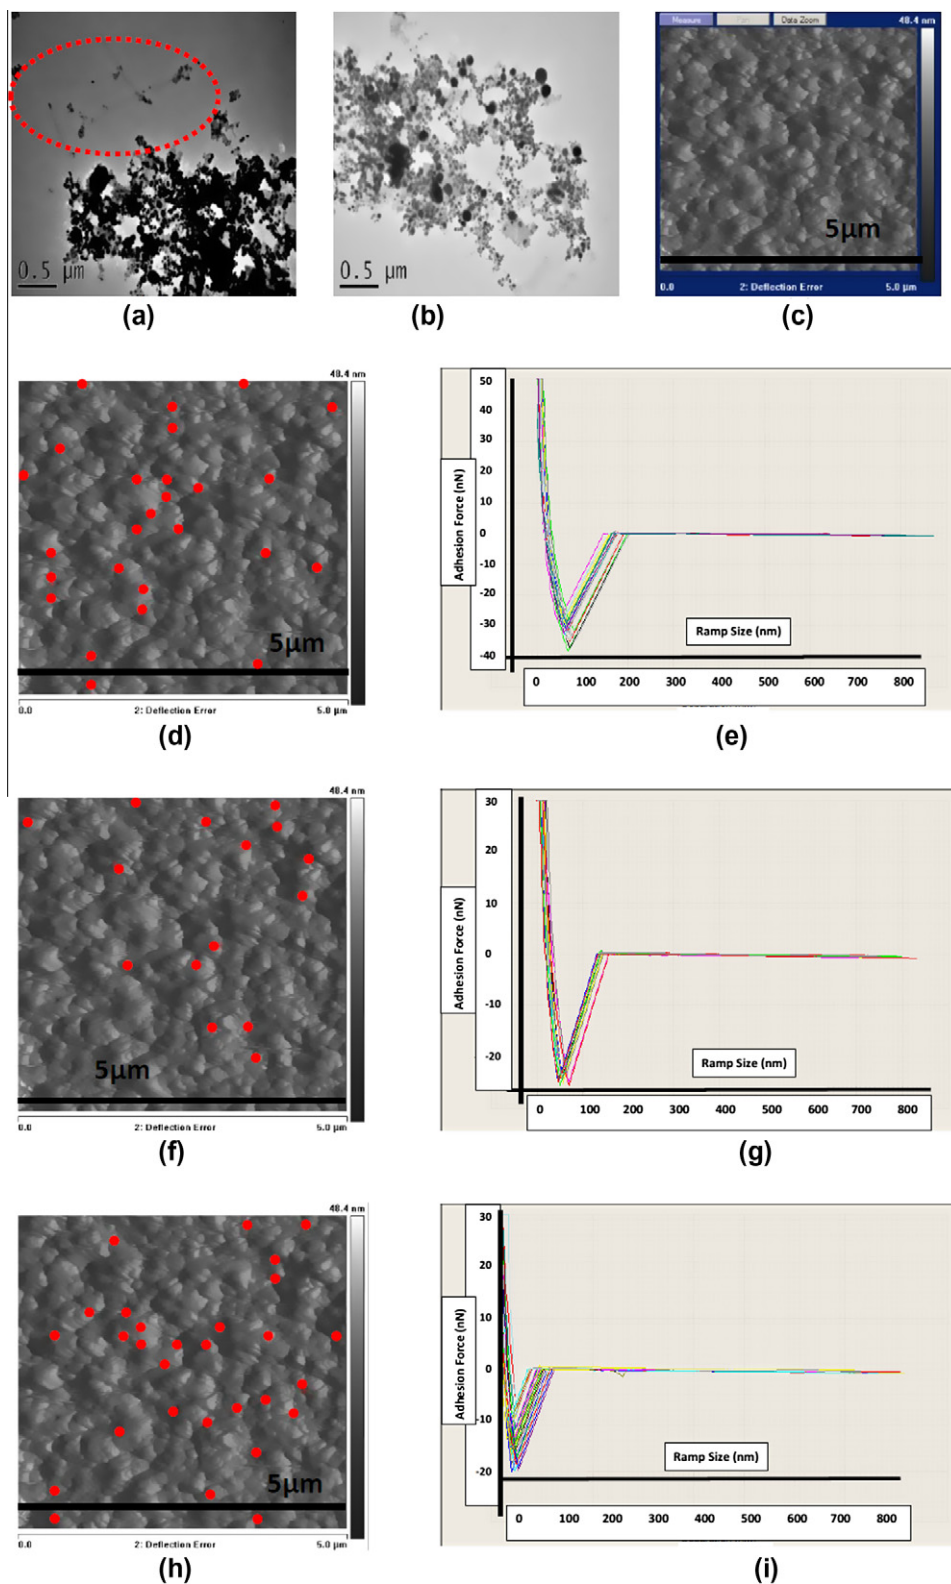 Measure Data Zoom 48.4 nm
0.5 µm
0.5 µm
5µm
0.0 2: Deflection Error 5.0 µm
(a) (b) (c)
48.4 nm
5µm
0.0 2: Deflection Error 5.0 µm
(d)
Adhesion Force (nN)
50
40
30
20
10
0
-10
-20
-30
-40
Ramp Size (nm)
0 100 200 300 400 500 600 700 800
(e)
48.4 nm
5µm
0.0 2: Deflection Error 5.0 µm
(f)
Adhesion Force (nN)
30
20
10
0
-10
-20
Ramp Size (nm)
0 100 200 300 400 500 600 700 800
(g)
48.4 nm
5µm
0.0 2: Deflection Error 5.0 µm
(h)
Adhesion Force (nN)
30
20
10
0
-10
-20
Ramp Size (nm)
0 100 200 300 400 500 600 700 800
(i)